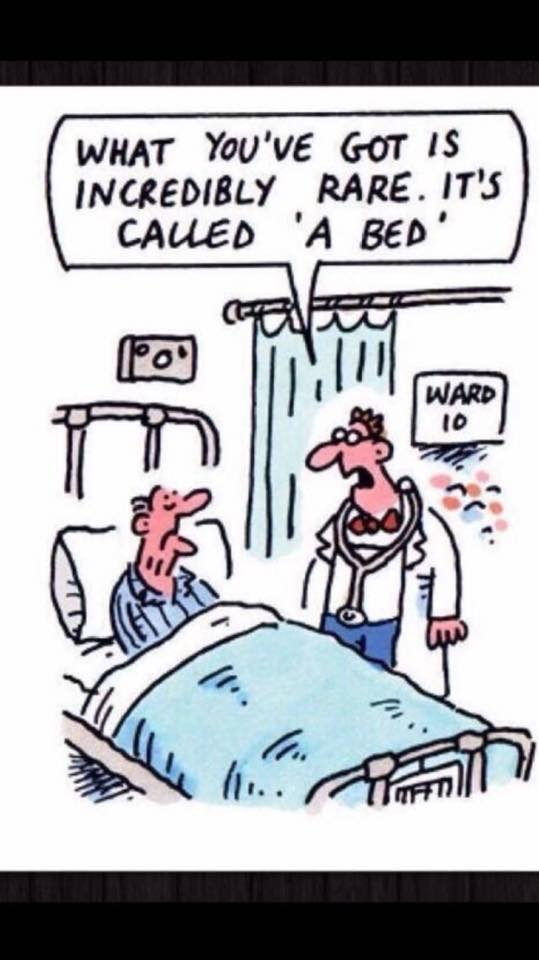 WHAT YOU'VE GOT IS
INCREDIBLY RARE. IT'S
CALLED 'A BED'
WARD
10